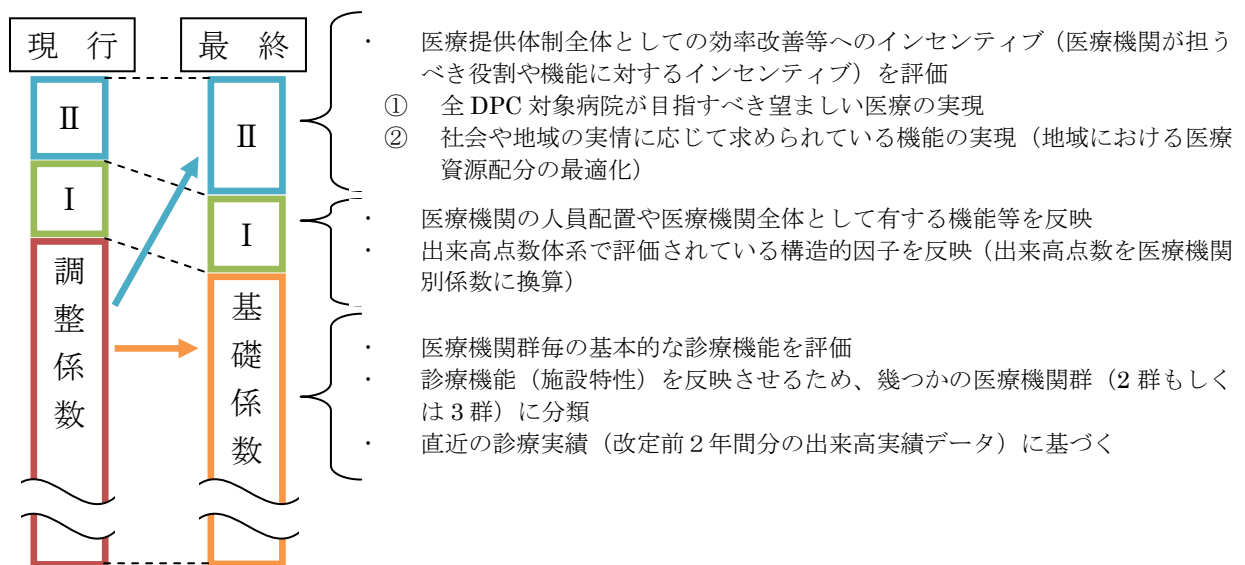 現 行
最 終
Ⅱ
Ⅰ
調整係数
Ⅱ
Ⅰ
基礎係数
・ 医療提供体制全体としての効率改善等へのインセンティブ（医療機関が担う
べき役割や機能に対するインセンティブ）を評価
① 全 DPC 対象病院が目指すべき望ましい医療の実現
② 社会や地域の実情に応じて求められている機能の実現（地域における医療
資源配分の最適化）
・ 医療機関の人員配置や医療機関全体として有する機能等を反映
・ 出来高点数体系で評価されている構造的因子を反映（出来高点数を医療機関
別係数に換算）
・ 医療機関群毎の基本的な診療機能を評価
・ 診療機能（施設特性）を反映させるため、幾つかの医療機関群（2 群もしく
は 3 群）に分類
・ 直近の診療実績（改定前２年間分の出来高実績データ）に基づく